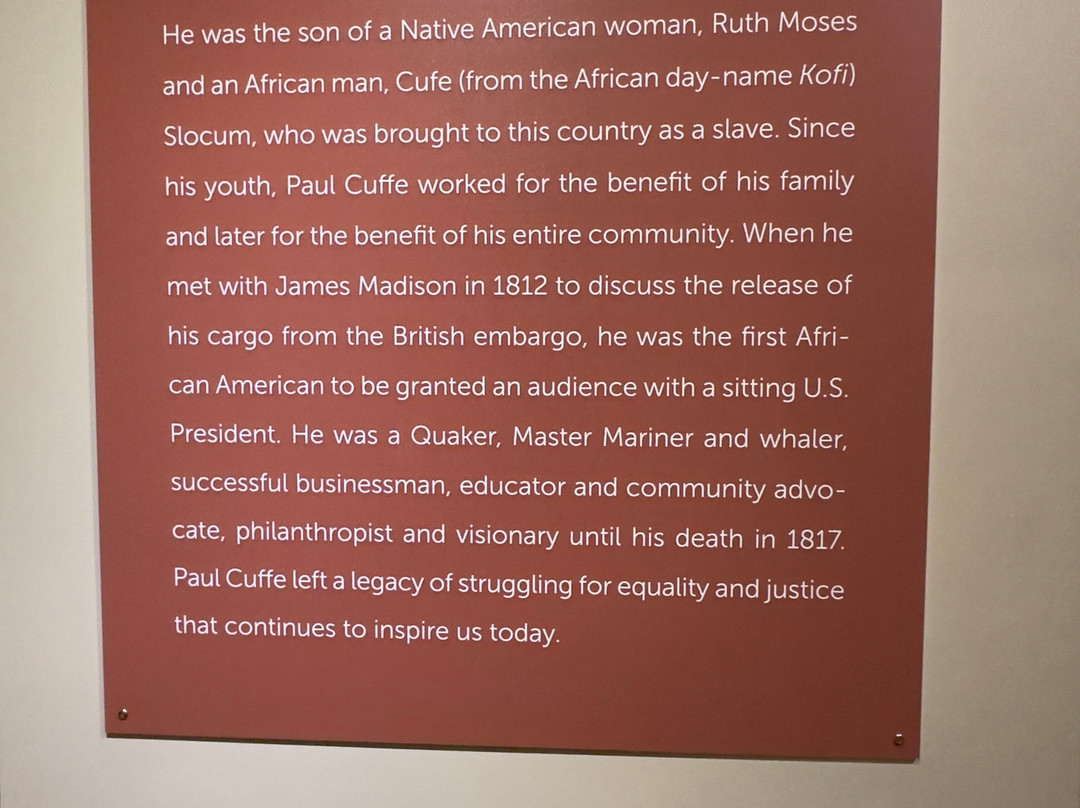 He was the son of a Native American woman, Ruth Moses
and an African man, Cufe (from the African day-name Kofi)
Slocum, who was brought to this country as a slave. Since
his youth, Paul Cuffe worked for the benefit of his family
and later for the benefit of his entire community. When he
met with James Madison in 1812 to discuss the release of
his cargo from the British embargo, he was the first Afri-
can American to be granted an audience with a sitting U.S.
President. He was a Quaker, Master Mariner and whaler,
successful businessman, educator and community advo-
cate, philanthropist and visionary until his death in 1817.
Paul Cuffe left a legacy of struggling for equality and justice
that continues to inspire us today.